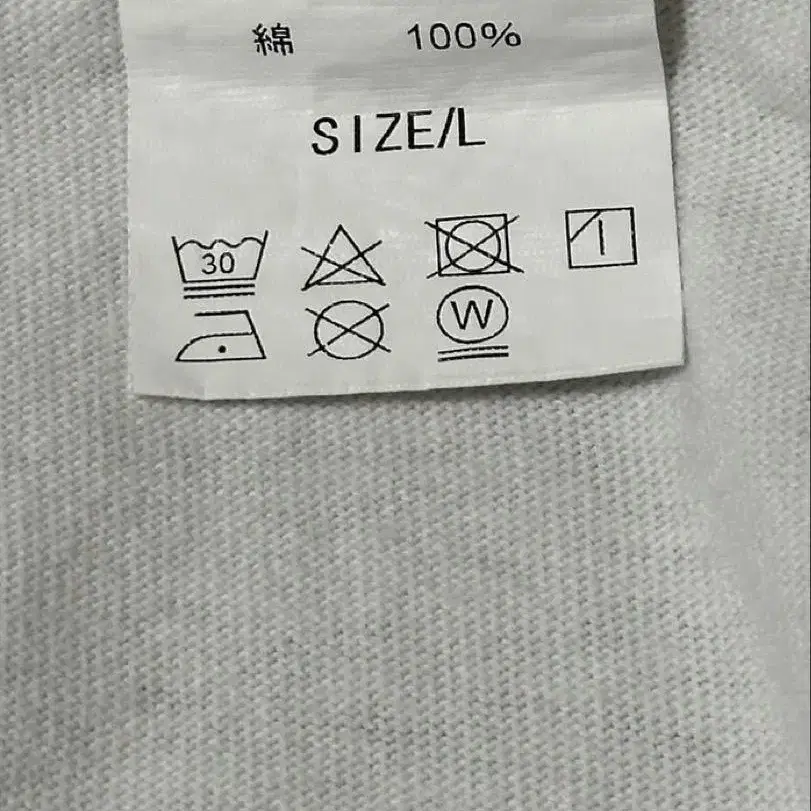 綿 100%
SIZE/L
30
W